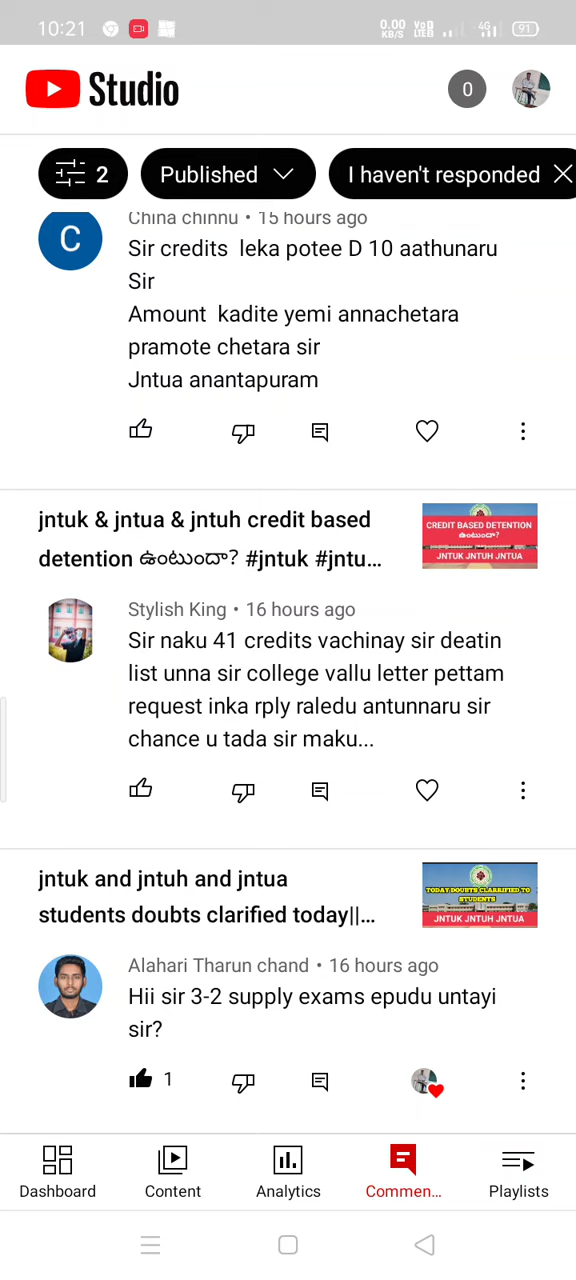 10:21
0.00 KB/S
VoD LTE
4G
91
Studio
0
2
Published
I haven't responded
China chinnu • 15 hours ago
C
Sir credits leka potee D 10 aathunaru
Sir
Amount kadite yemi annachetara
pramote chetara sir
Jntua anantapuram
jntuk & jntua & jntuh credit based
detention ఉంటుందా? #jntuk #jntu...
CREDIT BASED DETENTION
ఉంటుందా?
JNTUK JNTUH JNTUA
Stylish King • 16 hours ago
Sir naku 41 credits vachinay sir deatin
list unna sir college vallu letter pettam
request inka rply raledu antunnaru sir
chance u tada sir maku...
jntuk and jntuh and jntua
students doubts clarified today||...
TODAY DOUBTS CLARRIFIED TO
STUDENTS
JNTUK JNTUH JNTUA
Alahari Tharun chand • 16 hours ago
Hii sir 3-2 supply exams epudu untayi
sir?
1
Dashboard
Content
Analytics
Commen...
Playlists